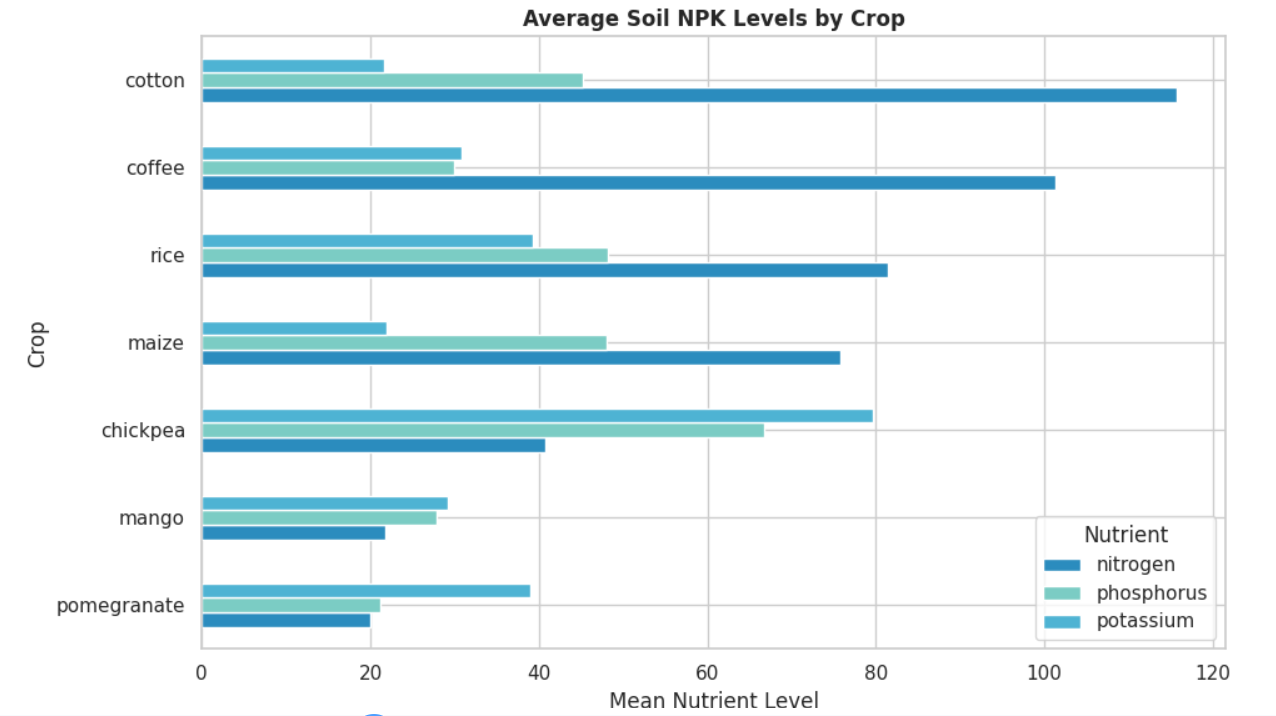 Average Soil NPK Levels by Crop
cotton
coffee
rice
maize
chickpea
mango
pomegranate
Crop
Nutrient
nitrogen
phosphorus
potassium
0 20 40 60 80 100 120
Mean Nutrient Level